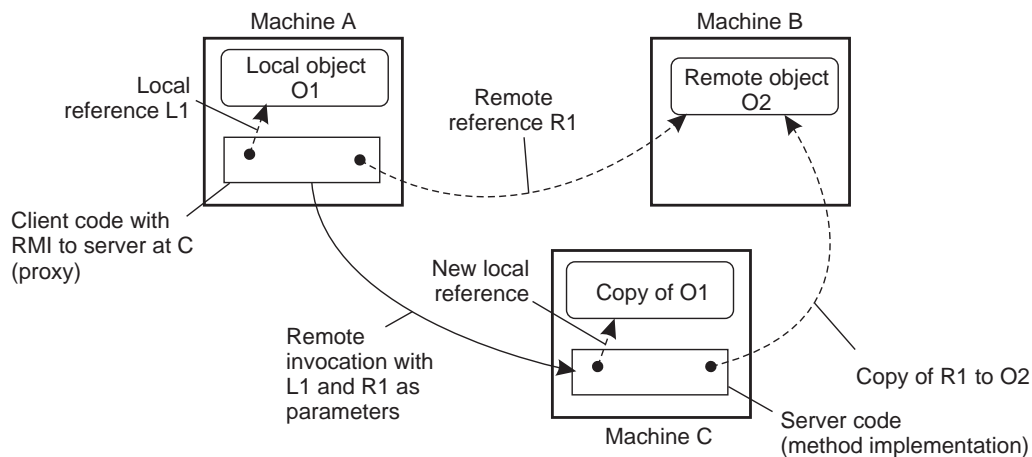 Machine A
Machine B
Local object
O1
Local
reference L1
Remote
reference R1
Remote object
O2
Client code with
RMI to server at C
(proxy)
New local
reference
Copy of O1
Remote
invocation with
L1 and R1 as
parameters
Copy of R1 to O2
Server code
(method implementation)
Machine C